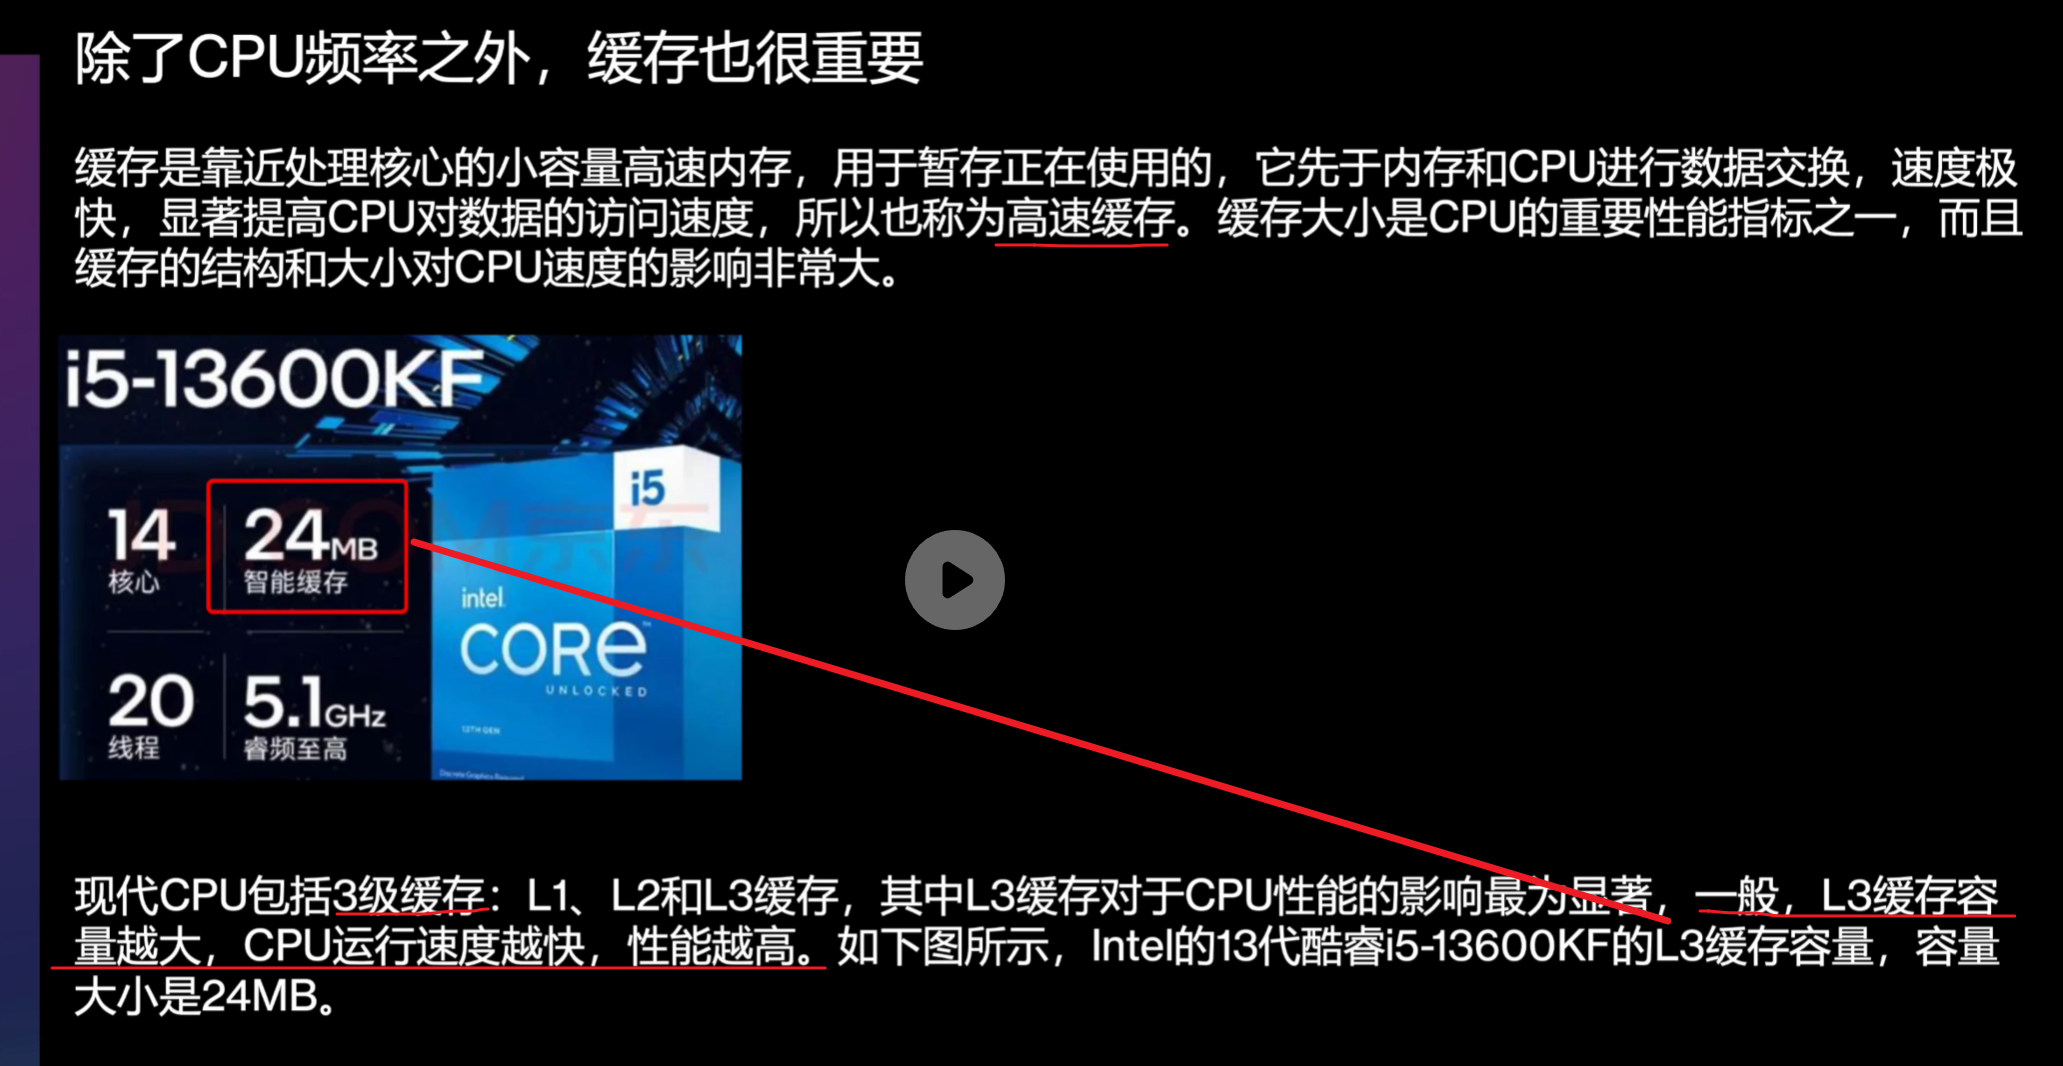 除了CPU频率之外，缓存也很重要
缓存是靠近处理核心的小容量高速内存，用于暂存正在使用的，它先于内存和CPU进行数据交换，速度极
快，显著提高CPU对数据的访问速度，所以也称为高速缓存。缓存大小是CPU的重要性能指标之一，而且
缓存的结构和大小对CPU速度的影响非常大。
i5-13600KF
14
核心
24MB
智能缓存
20
线程
5.1GHz
睿频至高
JD.COM京东
i5
intel
CORE™
UNLOCKED
13TH GEN
Discrete Graphics Required
现代CPU包括3级缓存：L1、L2和L3缓存，其中L3缓存对于CPU性能的影响最为显著，一般，L3缓存容
量越大，CPU运行速度越快，性能越高。如下图所示，Intel的13代酷睿i5-13600KF的L3缓存容量，容量
大小是24MB。